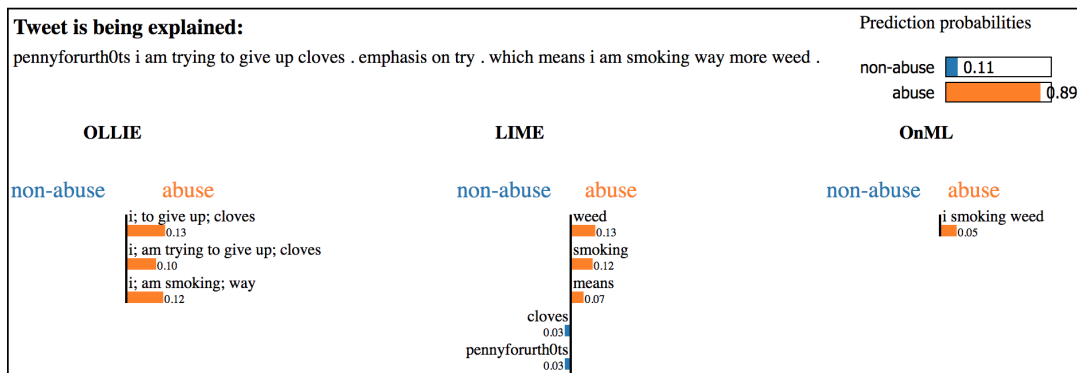 Tweet is being explained:
pennyforurth0ts i am trying to give up cloves . emphasis on try . which means i am smoking way more weed .
Prediction probabilities
non-abuse 0.11
abuse 0.89
OLLIE
non-abuse abuse
i; to give up; cloves
0.13
i; am trying to give up; cloves
0.10
i; am smoking; way
0.12
LIME
non-abuse abuse
weed
0.13
smoking
0.12
means
0.07
cloves
0.03
pennyforurth0ts
0.03
OnML
non-abuse abuse
i smoking weed
0.05